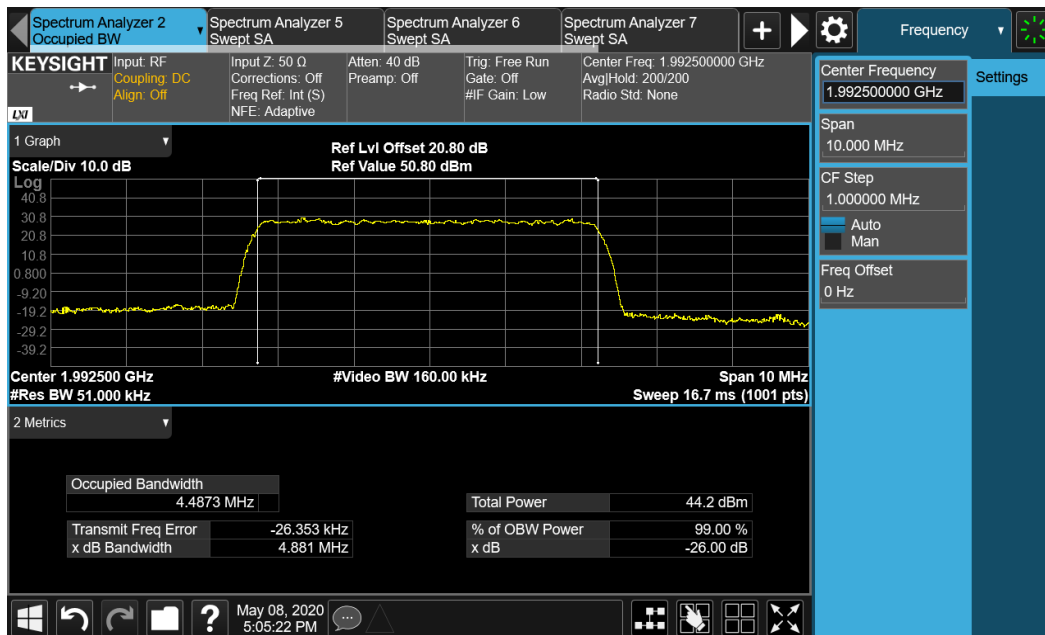 Spectrum Analyzer 2
Occupied BW
Spectrum Analyzer 5
Swept SA
Spectrum Analyzer 6
Swept SA
Spectrum Analyzer 7
Swept SA
+
Frequency
KEYSIGHT
LXI
Input: RF
Coupling: DC
Align: Off
Input Z: 50 Ω
Corrections: Off
Freq Ref: Int (S)
NFE: Adaptive
Atten: 40 dB
Preamp: Off
Trig: Free Run
Gate: Off
#IF Gain: Low
Center Freq: 1.992500000 GHz
Avg|Hold: 200/200
Radio Std: None
Center Frequency
1.992500000 GHz
Settings
Span
10.000 MHz
CF Step
1.000000 MHz
Auto
Man
Freq Offset
0 Hz
1 Graph
Scale/Div 10.0 dB
Ref Lvl Offset 20.80 dB
Ref Value 50.80 dBm
Log
40.8
30.8
20.8
10.8
0.800
-9.20
-19.2
-29.2
-39.2
Center 1.992500 GHz
#Video BW 160.00 kHz
Span 10 MHz
#Res BW 51.000 kHz
Sweep 16.7 ms (1001 pts)
2 Metrics
Occupied Bandwidth
4.4873 MHz
Total Power 44.2 dBm
Transmit Freq Error -26.353 kHz
% of OBW Power 99.00 %
x dB Bandwidth 4.881 MHz
x dB -26.00 dB
?
May 08, 2020
5:05:22 PM